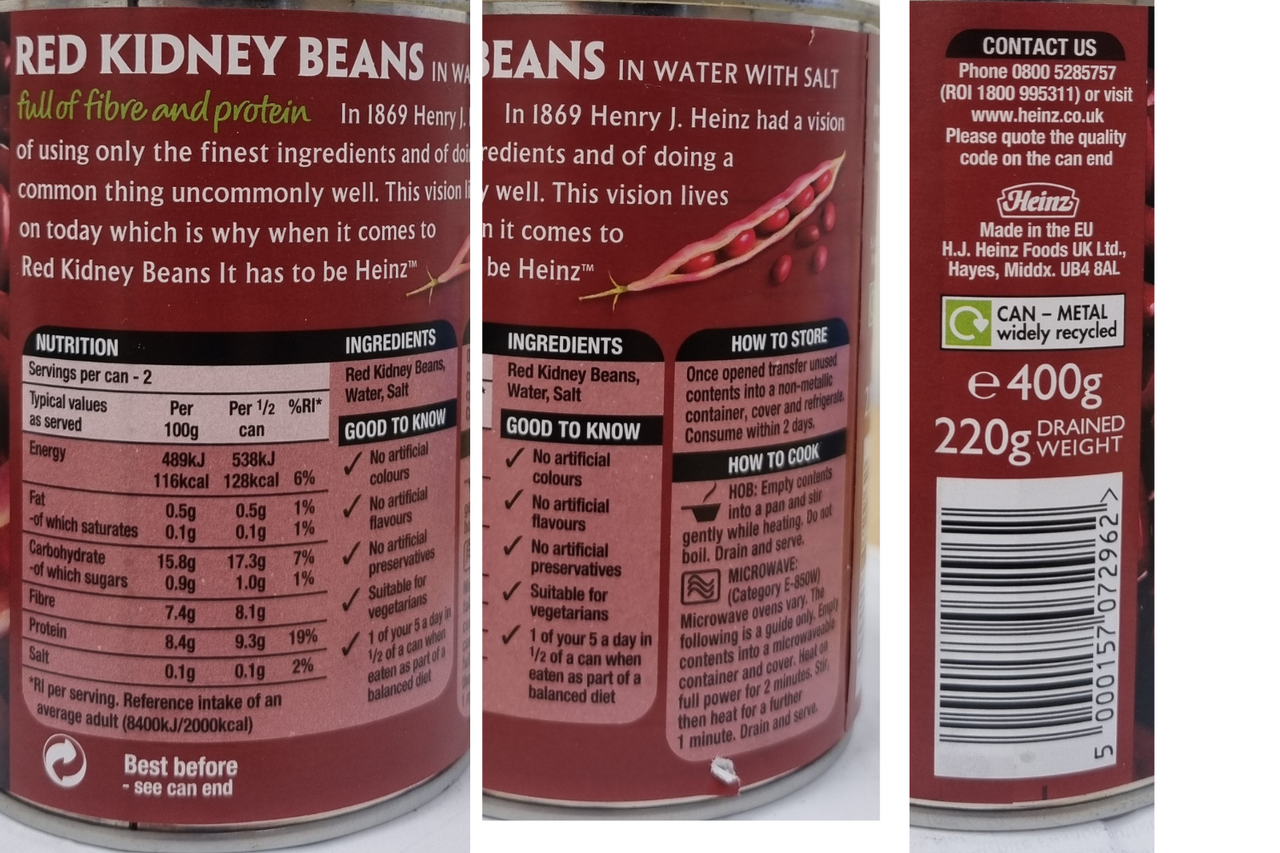 RED KIDNEY BEANS IN WA
full of fibre and protein In 1869 Henry J.
of using only the finest ingredients and of doi
common thing uncommonly well. This vision li
on today which is why when it comes to
Red Kidney Beans It has to be Heinz™
NUTRITION
Servings per can - 2
Typical values as served Per 100g Per 1/2 can %RI*
Energy 489kJ 538kJ
116kcal 128kcal 6%
Fat 0.5g 0.5g 1%
-of which saturates 0.1g 0.1g 1%
Carbohydrate 15.8g 17.3g 7%
-of which sugars 0.9g 1.0g 1%
Fibre 7.4g 8.1g
Protein 8.4g 9.3g 19%
Salt 0.1g 0.1g 2%
*RI per serving. Reference intake of an
average adult (8400kJ/2000kcal)
Best before
- see can end
INGREDIENTS
Red Kidney Beans,
Water, Salt
GOOD TO KNOW
✓ No artificial
colours
✓ No artificial
flavours
✓ No artificial
preservatives
✓ Suitable for
vegetarians
✓ 1 of your 5 a day in
1/2 of a can when
eaten as part of a
balanced diet
BEANS IN WATER WITH SALT
In 1869 Henry J. Heinz had a vision
redients and of doing a
y well. This vision lives
n it comes to
be Heinz™
INGREDIENTS
Red Kidney Beans,
Water, Salt
GOOD TO KNOW
✓ No artificial
colours
✓ No artificial
flavours
✓ No artificial
preservatives
✓ Suitable for
vegetarians
✓ 1 of your 5 a day in
1/2 of a can when
eaten as part of a
balanced diet
HOW TO STORE
Once opened transfer unused
contents into a non-metallic
container, cover and refrigerate.
Consume within 2 days.
HOW TO COOK
HOB: Empty contents
into a pan and stir
gently while heating. Do not
boil. Drain and serve.
MICROWAVE:
(Category E-850W)
Microwave ovens vary. The
following is a guide only. Empty
contents into a microwaveable
container and cover. Heat on
full power for 2 minutes. Stir,
then heat for a further
1 minute. Drain and serve.
CONTACT US
Phone 0800 5285757
(ROI 1800 995311) or visit
www.heinz.co.uk
Please quote the quality
code on the can end
Heinz
Made in the EU
H.J. Heinz Foods UK Ltd.,
Hayes, Middx. UB4 8AL
CAN – METAL
widely recycled
e 400g
220g DRAINED
WEIGHT
5 000157 072962 >